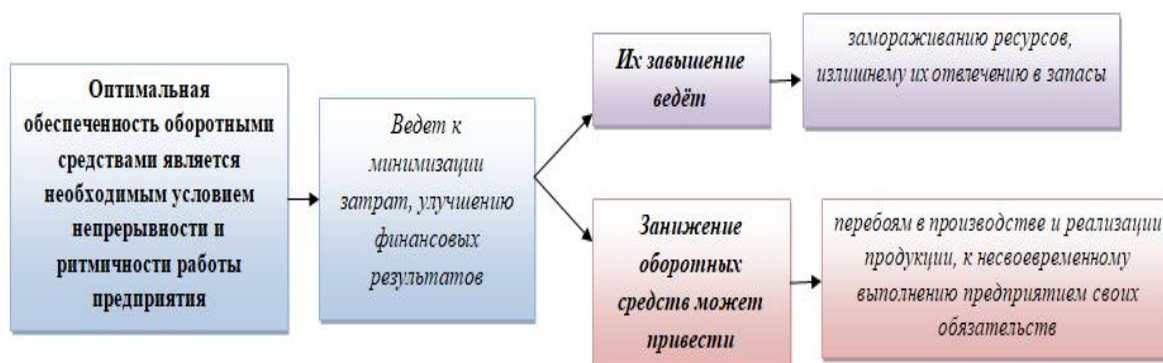 Оптимальная
обеспеченность оборотными
средствами является
необходимым условием
непрерывности и
ритмичности работы
предприятия
Ведет к
минимизации
затрат, улучшению
финансовых
результатов
Их завышение
ведёт
замораживанию ресурсов,
излишнему их отвлечению в запасы
Занижение
оборотных
средств может
привести
перебоям в производстве и реализации
продукции, к несвоевременному
выполнению предприятием своих
обязательств